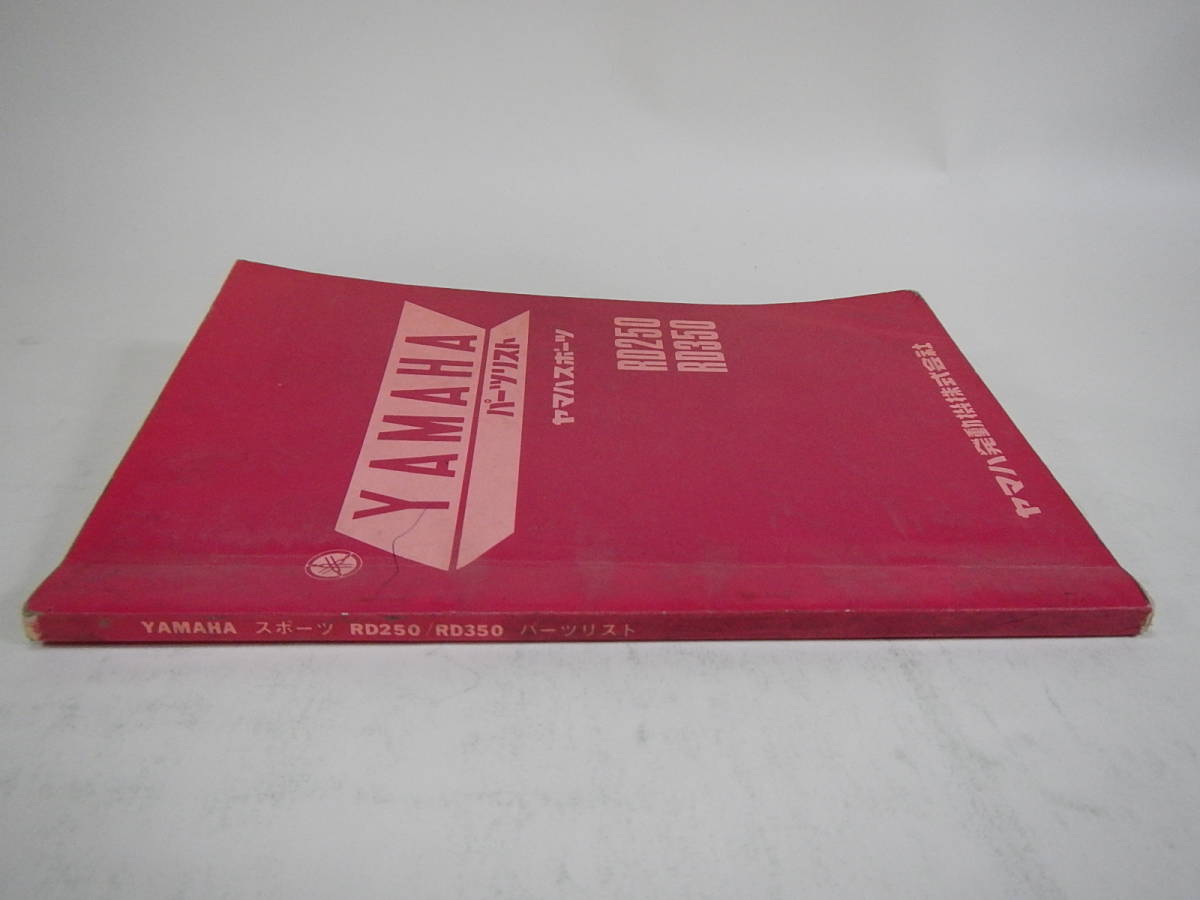 YAMAHA
パーツリスト
ヤマハスポーツ
RD250
RD350
ヤマハ発動機株式会社
YAMAHA スポーツ RD250/RD350 パーツリスト